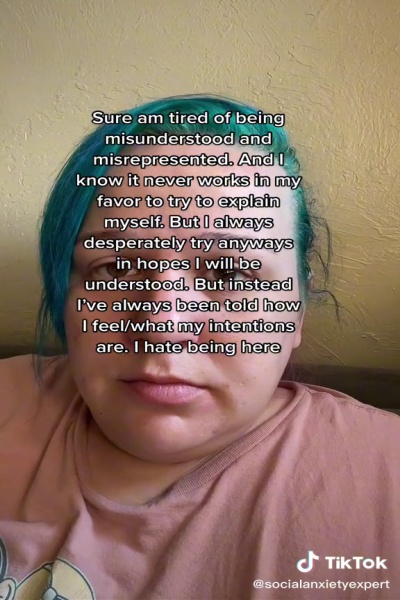 Sure am tired of being
misunderstood and
misrepresented. And I
know it never works in my
favor to try to explain
myself. But I always
desperately try anyways
in hopes I will be
understood. But instead
I've always been told how
I feel/what my intentions
are. I hate being here
TikTok
@socialanxietyexpert